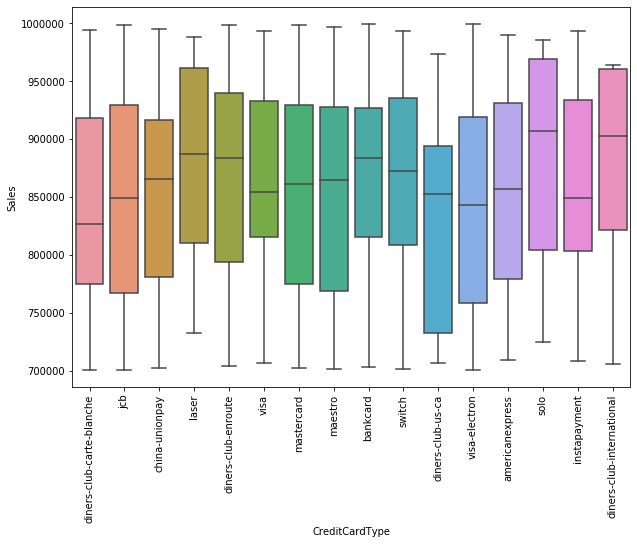 1000000
950000
900000
850000
800000
750000
700000
Sales
diners-club-carte-blanche
jcb
china-unionpay
laser
diners-club-enroute
visa
mastercard
maestro
bankcard
switch
diners-club-us-ca
visa-electron
americanexpress
solo
instapayment
diners-club-international
CreditCardType